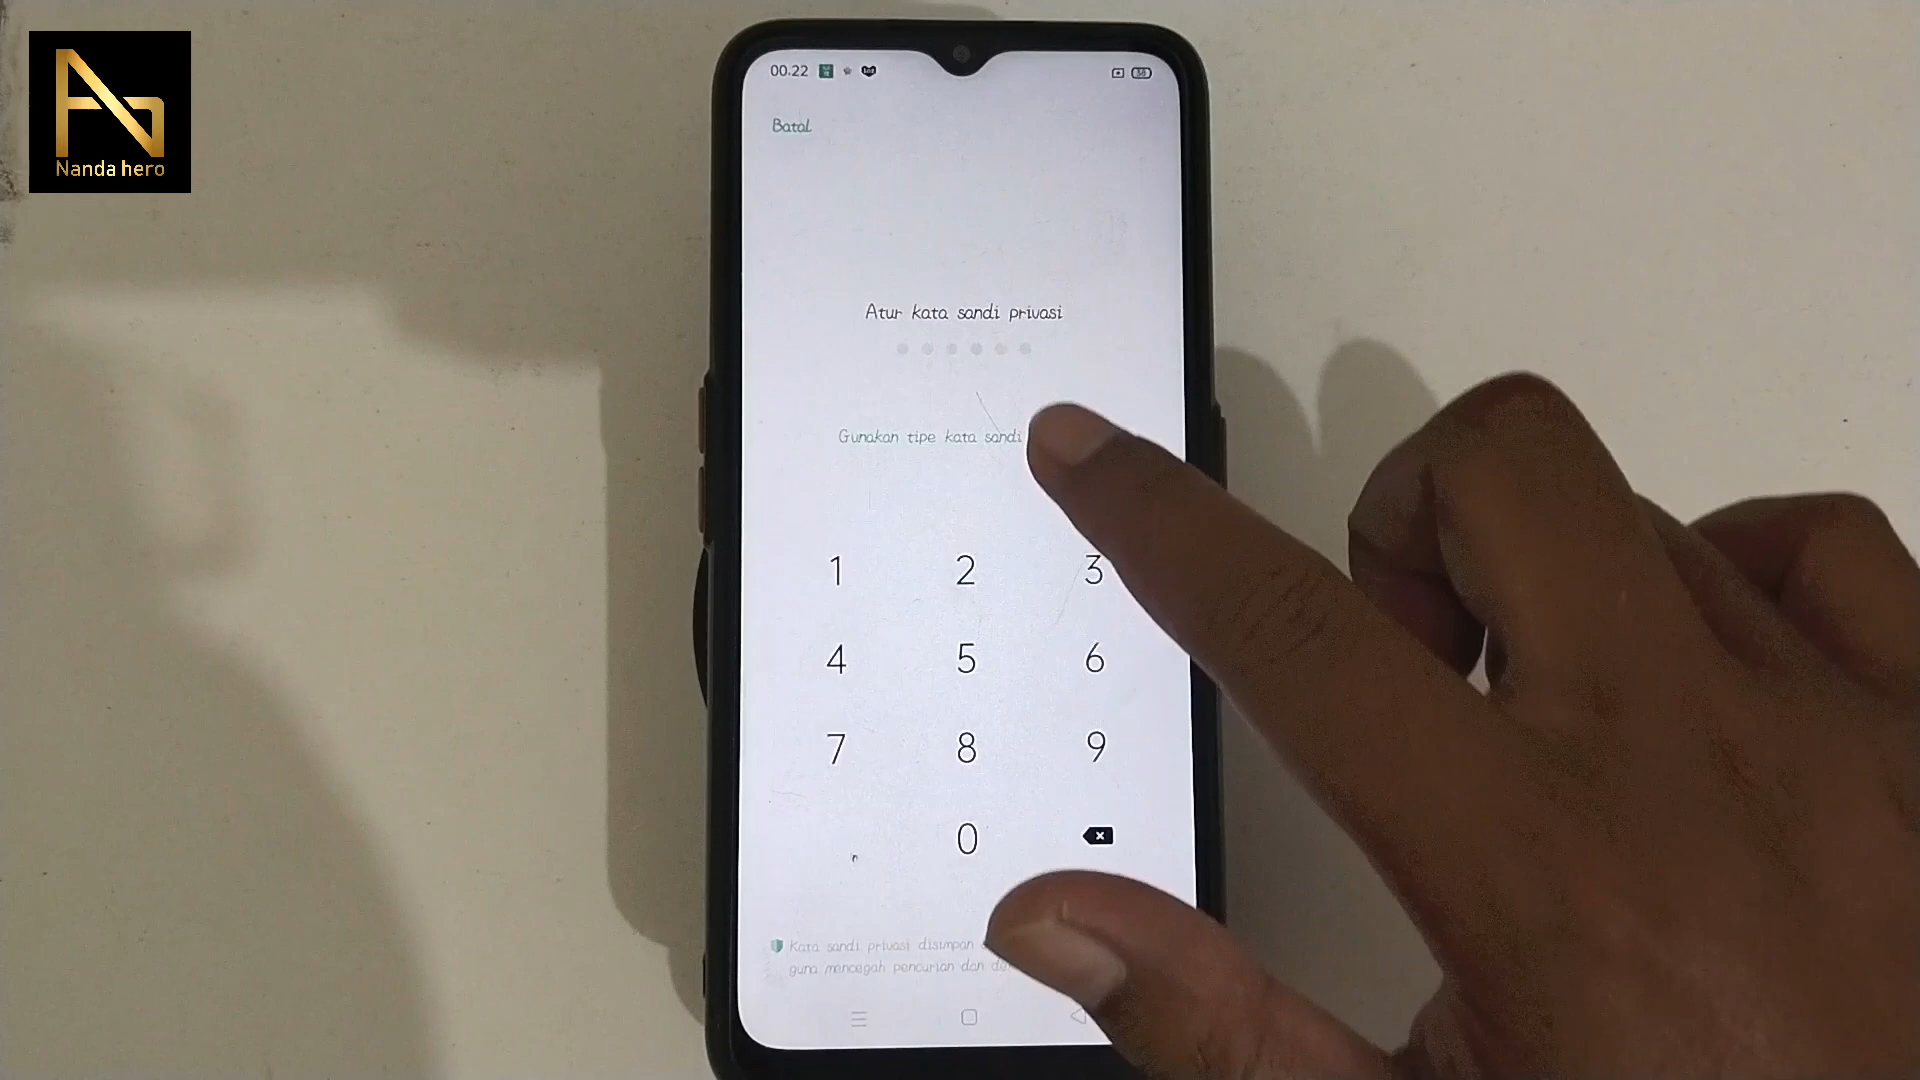 Nanda hero
00.22
38
Batal
Atur kata sandi privasi
Gunakan tipe kata sandi
1 2 3
4 5 6
7 8 9
0
Kata sandi privasi disimpan
guna mencegah pencurian dan